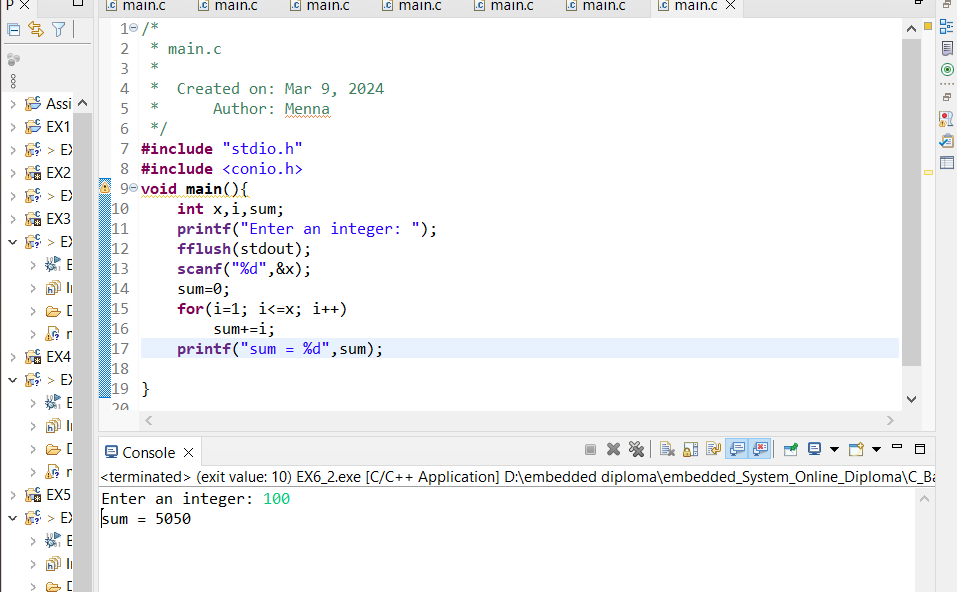 P
main.c main.c main.c main.c main.c main.c main.c
Assi
EX1
> EX
EX2
> EX
EX3
> EX
E
In
D
EX4
> EX
E
In
D
EX5
> EX
E
In
D
1 /*
2 * main.c
3 *
4 * Created on: Mar 9, 2024
5 * Author: Menna
6 */
7 #include "stdio.h"
8 #include <conio.h>
9 void main(){
10 int x,i,sum;
11 printf("Enter an integer: ");
12 fflush(stdout);
13 scanf("%d",&x);
14 sum=0;
15 for(i=1; i<=x; i++)
16 sum+=i;
17 printf("sum = %d",sum);
18
19 }
20
Console
<terminated> (exit value: 10) EX6_2.exe [C/C++ Application] D:\embedded diploma\embedded_System_Online_Diploma\C_Ba
Enter an integer: 100
sum = 5050